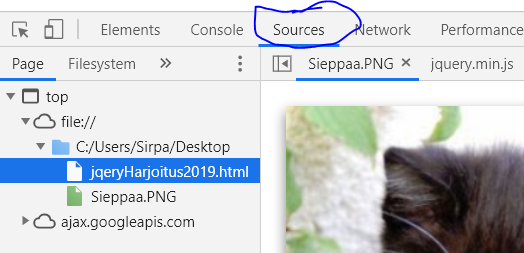 Elements Console Sources Network Performance
Page Filesystem » Sieppaa.PNG × jquery.min.js
top
file://
C:/Users/Sirpa/Desktop
jqeryHarjoitus2019.html
Sieppaa.PNG
ajax.googleapis.com